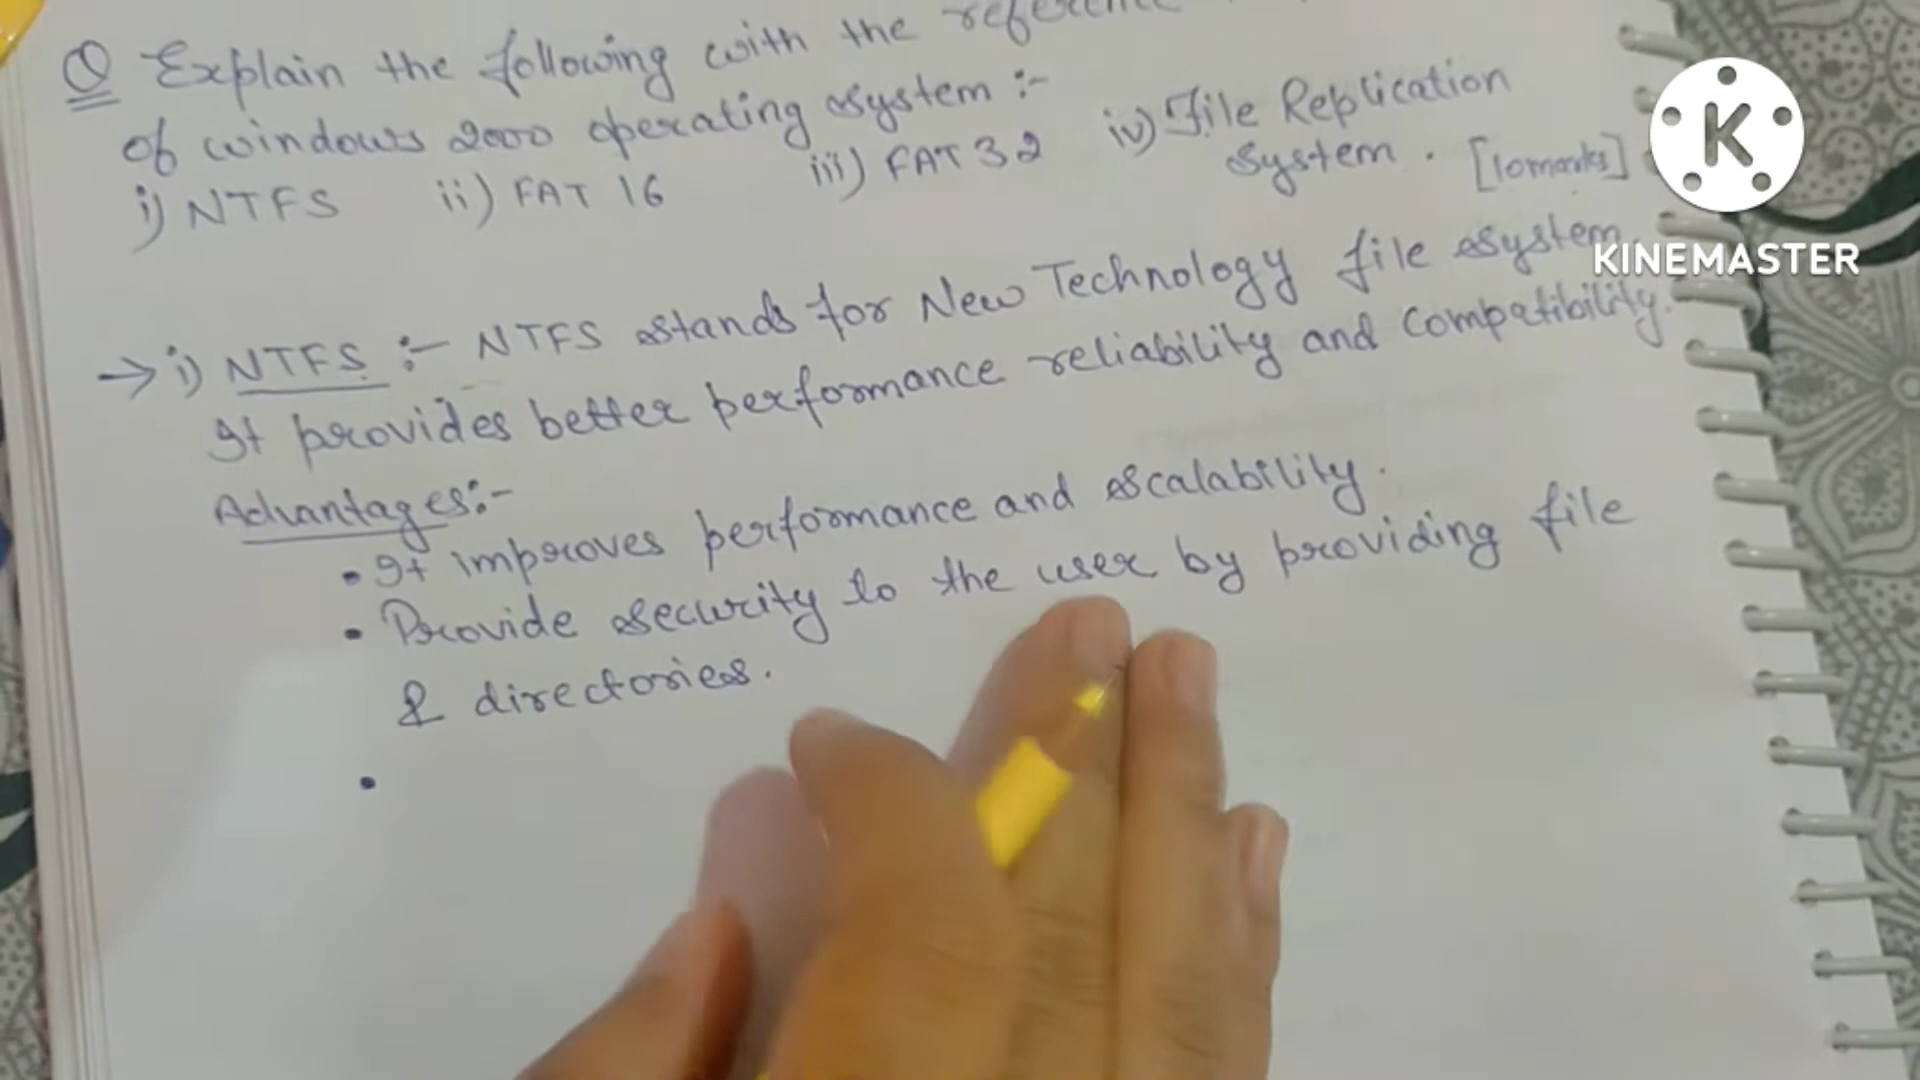 Q Explain the following with the reference
of windows 2000 operating system :-
i) NTFS ii) FAT 16 iii) FAT 32 iv) File Replication
system. [10marks]
→ i) NTFS :- NTFS stands for New Technology file system
It provides better performance reliability and compatibility.
Advantages:-
• It improves performance and scalability.
• Provide security to the user by providing file
& directories.
•
K
KINEMASTER